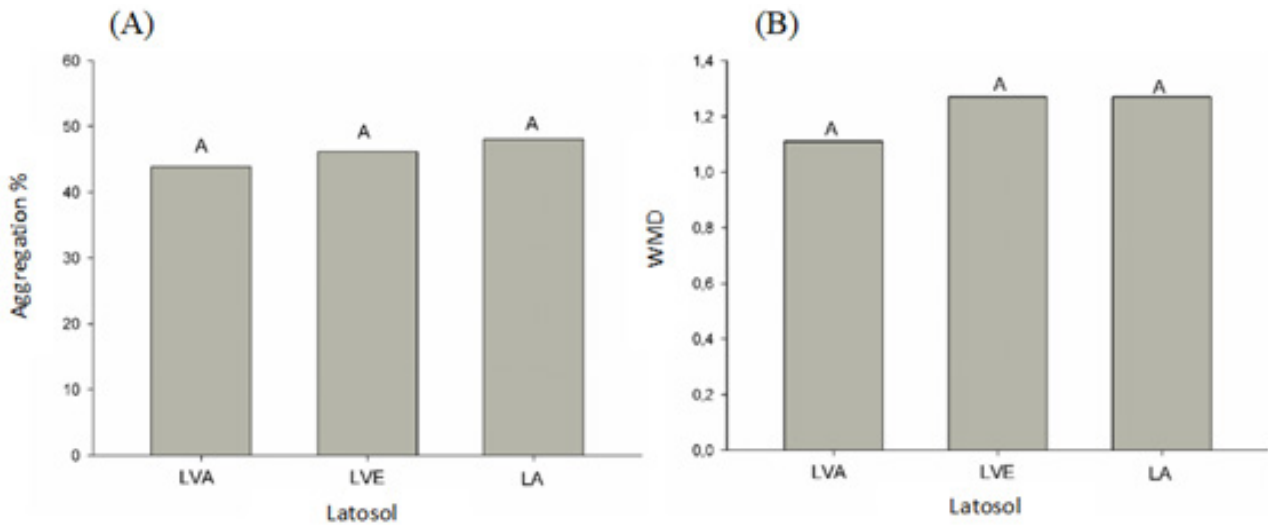 (A)
Aggregation %
60
50
40
30
20
10
0
A
A
A
LVA LVE LA
Latosol
(B)
WMD
1,4
1,2
1,0
0,8
0,6
0,4
0,2
0,0
A
A
A
LVA LVE LA
Latosol